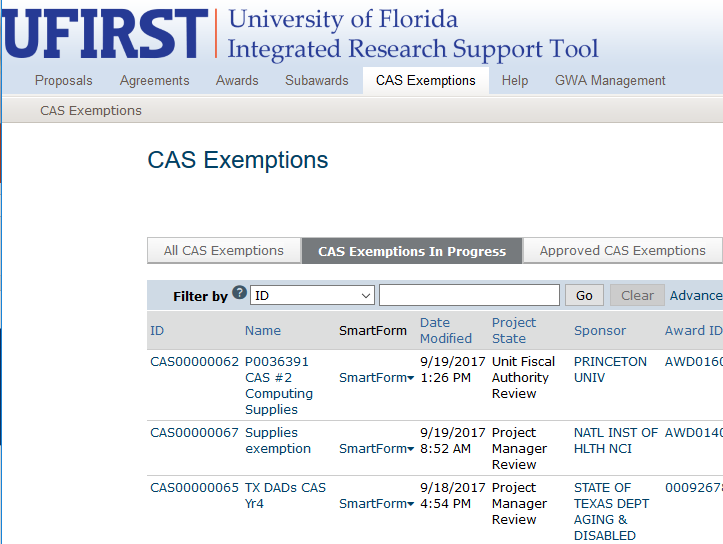 UFIRST University of Florida
Integrated Research Support Tool
Proposals Agreements Awards Subawards CAS Exemptions Help GWA Management
CAS Exemptions
CAS Exemptions
All CAS Exemptions CAS Exemptions In Progress Approved CAS Exemptions
Filter by ? ID Go Clear Advance
ID Name SmartForm Date Modified Project State Sponsor Award ID
CAS00000062 P0036391 SmartForm 9/19/2017 Unit Fiscal PRINCETON AWD0160
CAS #2 1:26 PM Authority UNIV
Computing Review
Supplies
CAS00000067 Supplies SmartForm 9/19/2017 Project NATL INST OF AWD0140
exemption 8:52 AM Manager HLTH NCI
Review
CAS00000065 TX DADs CAS SmartForm 9/18/2017 Project STATE OF 0009267
Yr4 4:54 PM Manager TEXAS DEPT
Review AGING &
DISABLED